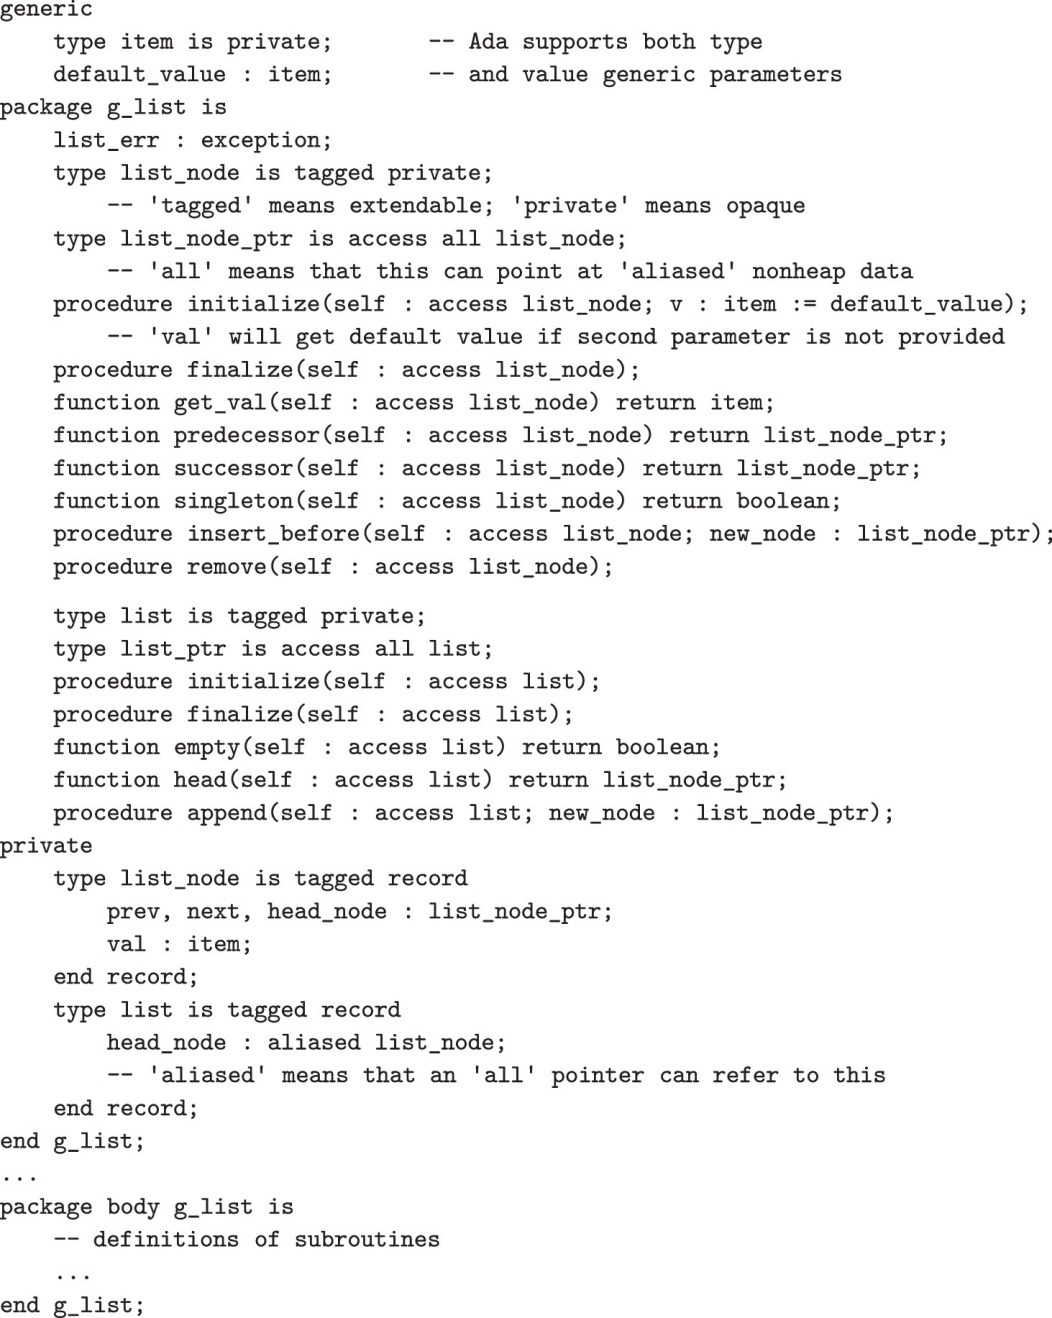 generic
    type item is private;       -- Ada supports both type
    default_value : item;       -- and value generic parameters
package g_list is
    list_err : exception;
    type list_node is tagged private;
        -- 'tagged' means extendable; 'private' means opaque
    type list_node_ptr is access all list_node;
        -- 'all' means that this can point at 'aliased' nonheap data
    procedure initialize(self : access list_node; v : item := default_value);
        -- 'val' will get default value if second parameter is not provided
    procedure finalize(self : access list_node);
    function get_val(self : access list_node) return item;
    function predecessor(self : access list_node) return list_node_ptr;
    function successor(self : access list_node) return list_node_ptr;
    function singleton(self : access list_node) return boolean;
    procedure insert_before(self : access list_node; new_node : list_node_ptr);
    procedure remove(self : access list_node);
    type list is tagged private;
    type list_ptr is access all list;
    procedure initialize(self : access list);
    procedure finalize(self : access list);
    function empty(self : access list) return boolean;
    function head(self : access list) return list_node_ptr;
    procedure append(self : access list; new_node : list_node_ptr);
private
    type list_node is tagged record
        prev, next, head_node : list_node_ptr;
        val : item;
    end record;
    type list is tagged record
        head_node : aliased list_node;
        -- 'aliased' means that an 'all' pointer can refer to this
    end record;
end g_list;
...
package body g_list is
    -- definitions of subroutines
    ...
end g_list;